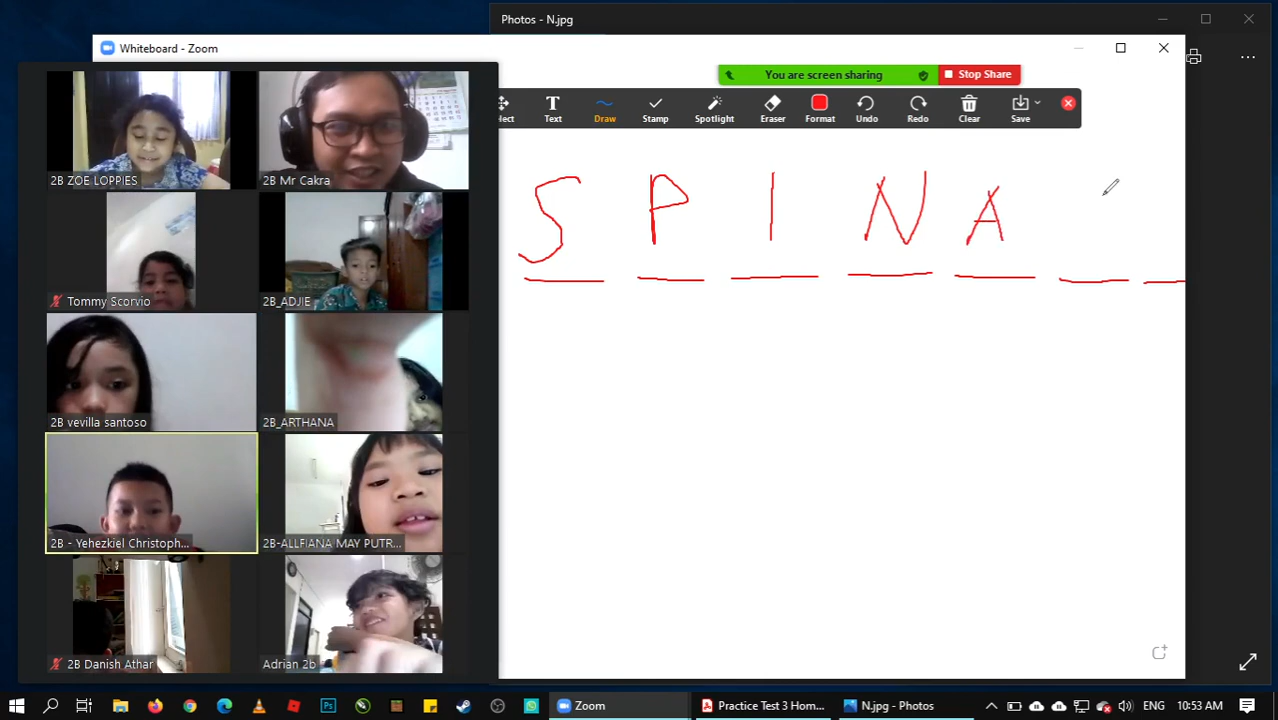 Photos - N.jpg
Whiteboard - Zoom
You are screen sharing Stop Share
lect Text Draw Stamp Spotlight Eraser Format Undo Redo Clear Save
2B ZOE LOPPIES
2B Mr Cakra
S P I N A
Tommy Scorvio
2B_ADJIE
2B vevilla santoso
2B_ARTHANA
2B - Yehezkiel Christoph...
2B-ALLFIANA MAY PUTR...
2B Danish Athar
Adrian 2b
Zoom
Practice Test 3 Hom...
N.jpg - Photos
ENG
10:53 AM